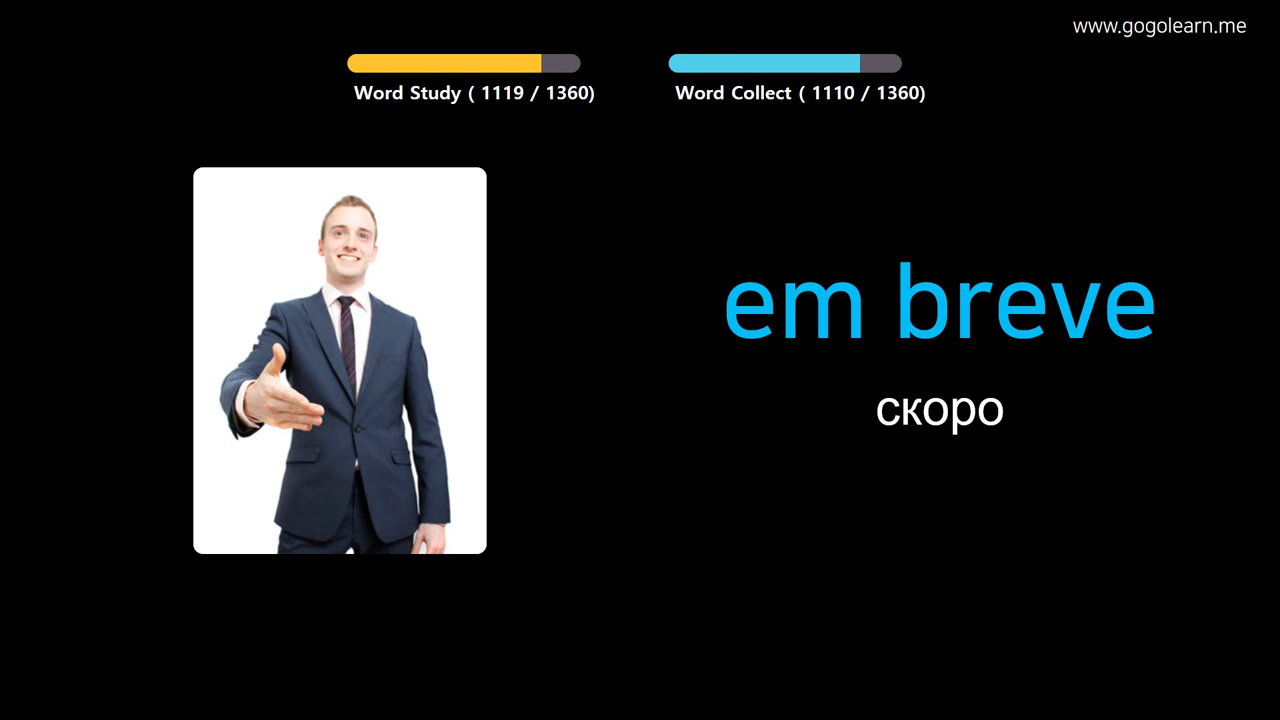 www.gogolearn.me
Word Study ( 1119 / 1360)
Word Collect ( 1110 / 1360)
em breve
скоро